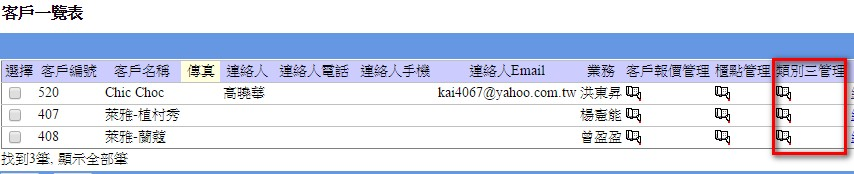 客戶一覽表
選擇 客戶編號 客戶名稱 傳真 連絡人 連絡人電話 連絡人手機 連絡人Email 業務 客戶報價管理 櫃點管理 類別三管理
520 Chic Choc 高曉華 kai4067@yahoo.com.tw 洪東昇
407 萊雅-植村秀 楊憲能
408 萊雅-蘭蔻 曾盈盈
找到3筆, 顯示全部筆